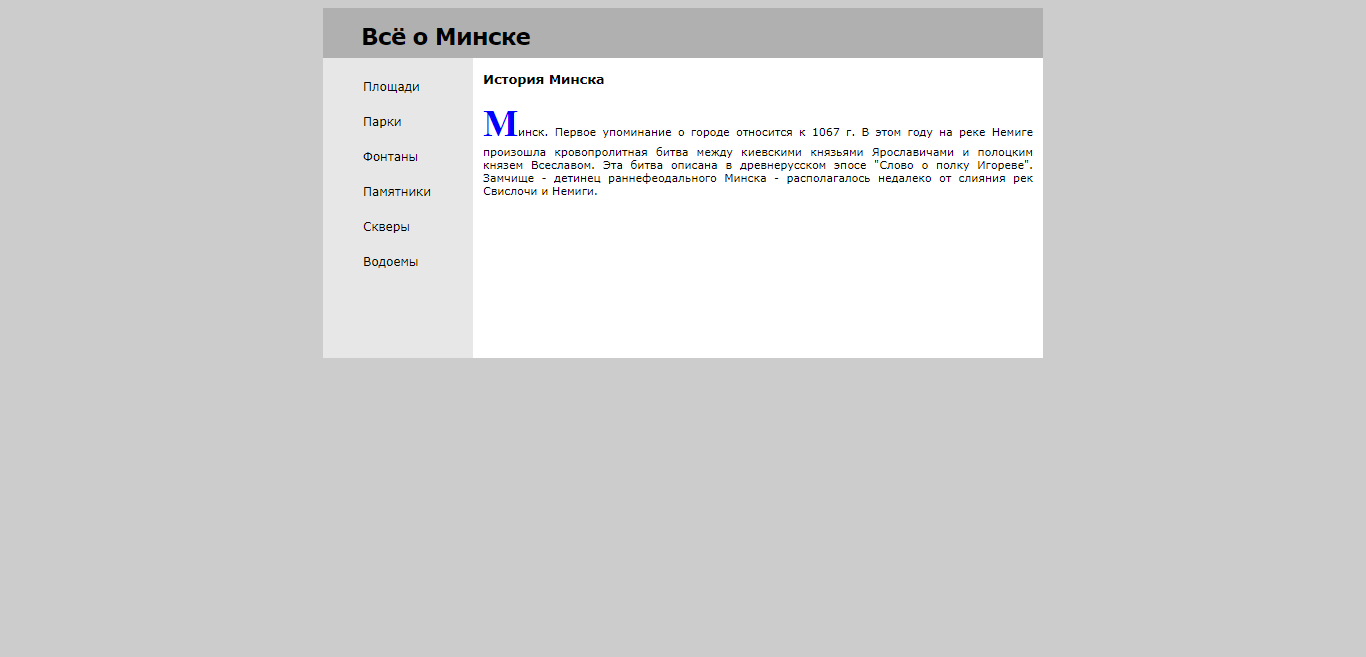 Всё о Минске
Площади
Парки
Фонтаны
Памятники
Скверы
Водоемы
История Минска
Минск. Первое упоминание о городе относится к 1067 г. В этом году на реке Немиге
произошла кровопролитная битва между киевскими князьями Ярославичами и полоцким
князем Всеславом. Эта битва описана в древнерусском эпосе "Слово о полку Игореве".
Замчище - детинец раннефеодального Минска - располагалось недалеко от слияния рек
Свислочи и Немиги.